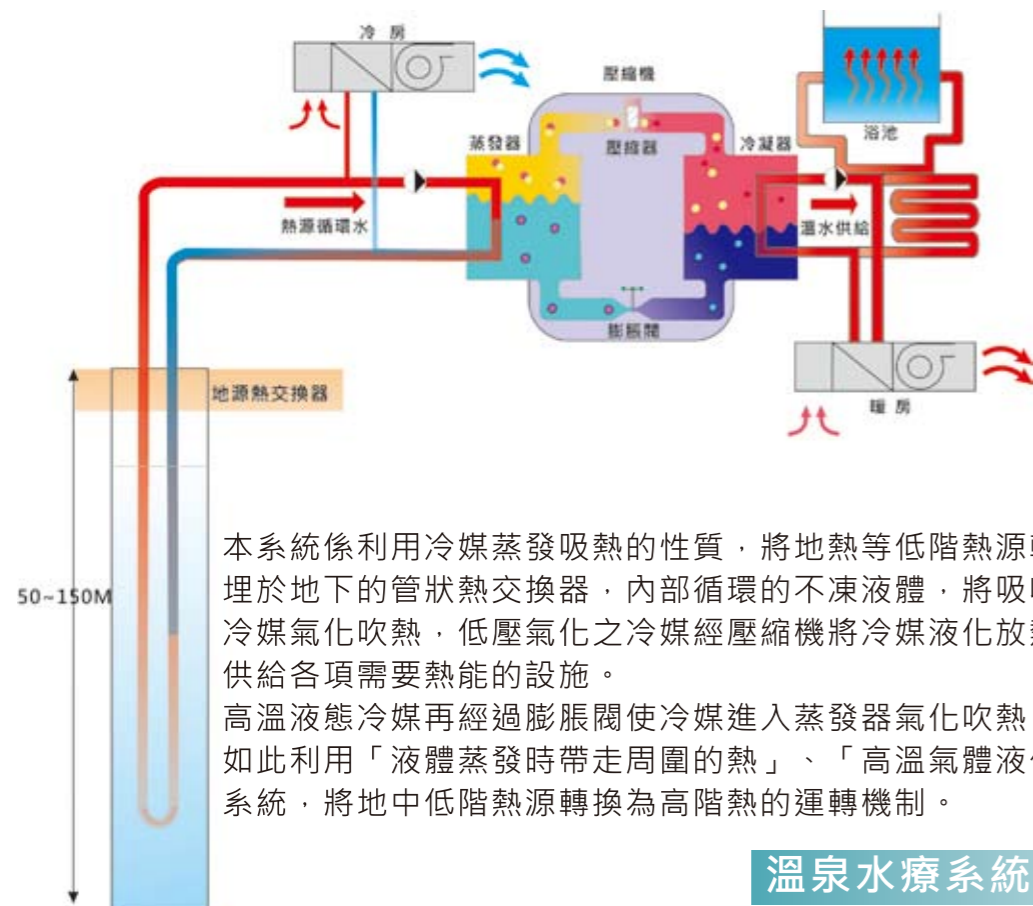 冷 房
壓縮機
蒸發器
壓縮器
冷凝器
浴池
熱源循環水
溫水供給
膨脹閥
地源熱交換器
暖 房
50~150M
本系統係利用冷媒蒸發吸熱的性質,將地熱等低階熱源
埋於地下的管狀熱交換器,內部循環的不凍液體,將吸
冷媒氣化吹熱,低壓氣化之冷媒經壓縮機將冷媒液化放
供給各項需要熱能的設施。
高溫液態冷媒再經過膨脹閥使冷媒進入蒸發器氣化吹熱
如此利用「液體蒸發時帶走周圍的熱」、「高溫氣體液
系統,將地中低階熱源轉換為高階熱的運轉機制。
溫泉水療系統